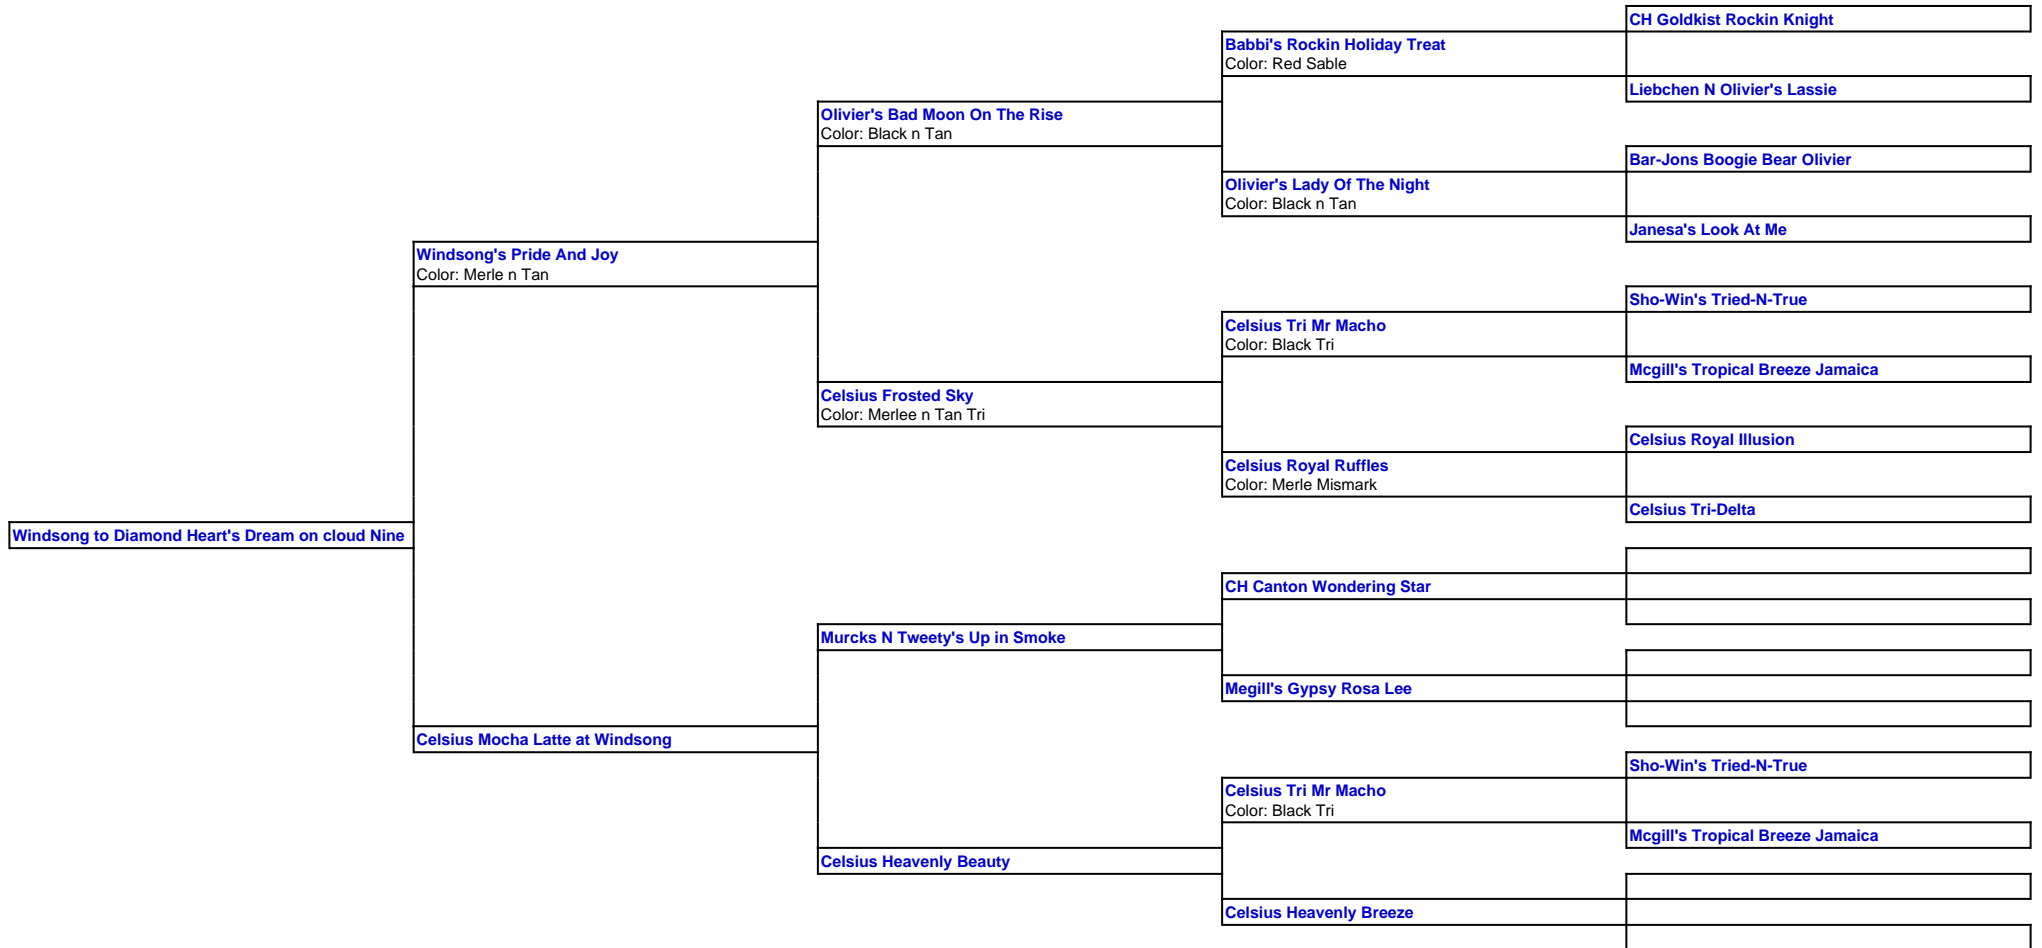 CH Goldkist Rockin Knight
Babbi's Rockin Holiday Treat
Color: Red Sable
Liebchen N Olivier's Lassie
Olivier's Bad Moon On The Rise
Color: Black n Tan
Bar-Jons Boogie Bear Olivier
Olivier's Lady Of The Night
Color: Black n Tan
Janesa's Look At Me
Windsong's Pride And Joy
Color: Merle n Tan
Sho-Win's Tried-N-True
Celsius Tri Mr Macho
Color: Black Tri
Mcgill's Tropical Breeze Jamaica
Celsius Frosted Sky
Color: Merlee n Tan Tri
Celsius Royal Illusion
Celsius Royal Ruffles
Color: Merle Mismark
Celsius Tri-Delta
Windsong to Diamond Heart's Dream on cloud Nine
CH Canton Wondering Star
Murcks N Tweety's Up in Smoke
Megill's Gypsy Rosa Lee
Celsius Mocha Latte at Windsong
Sho-Win's Tried-N-True
Celsius Tri Mr Macho
Color: Black Tri
Mcgill's Tropical Breeze Jamaica
Celsius Heavenly Beauty
Celsius Heavenly Breeze